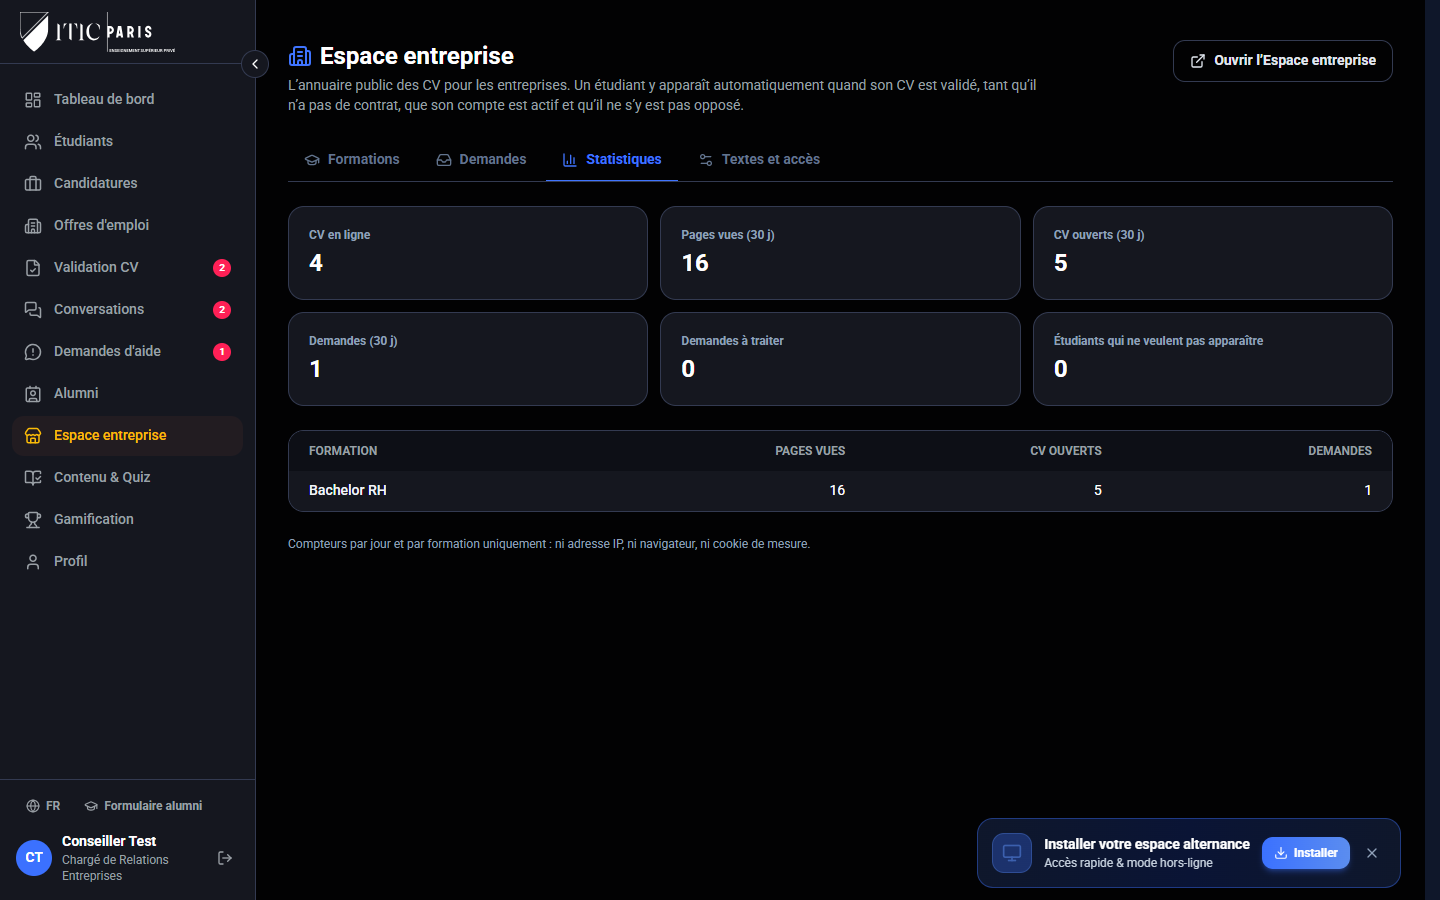 ITIC PARIS
ENSEIGNEMENT SUPÉRIEUR PRIVÉ
Tableau de bord
Étudiants
Candidatures
Offres d'emploi
Validation CV 2
Conversations 2
Demandes d'aide 1
Alumni
Espace entreprise
Contenu & Quiz
Gamification
Profil
FR Formulaire alumni
CT
Conseiller Test
Chargé de Relations
Entreprises
Espace entreprise
L’annuaire public des CV pour les entreprises. Un étudiant y apparaît automatiquement quand son CV est validé, tant qu’il
n’a pas de contrat, que son compte est actif et qu’il ne s’y est pas opposé.
Ouvrir l’Espace entreprise
Formations Demandes Statistiques Textes et accès
CV en ligne
4
Pages vues (30 j)
16
CV ouverts (30 j)
5
Demandes (30 j)
1
Demandes à traiter
0
Étudiants qui ne veulent pas apparaître
0
FORMATION PAGES VUES CV OUVERTS DEMANDES
Bachelor RH 16 5 1
Compteurs par jour et par formation uniquement : ni adresse IP, ni navigateur, ni cookie de mesure.
Installer votre espace alternance
Accès rapide & mode hors-ligne
Installer